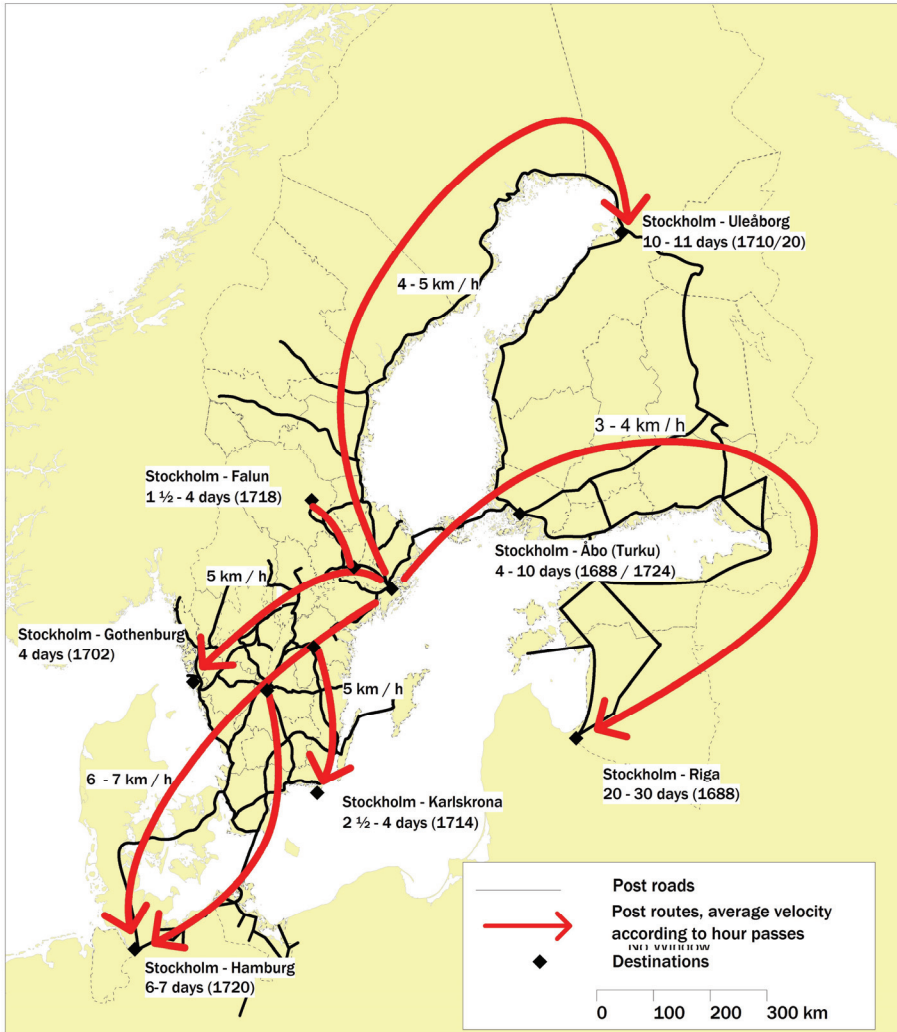 Stockholm - Uleåborg
10 - 11 days (1710/20)
4 - 5 km / h
3 - 4 km / h
Stockholm - Falun
1 ½ - 4 days (1718)
Stockholm - Åbo (Turku)
4 - 10 days (1688 / 1724)
5 km / h
Stockholm - Gothenburg
4 days (1702)
5 km / h
6 - 7 km / h
Stockholm - Riga
20 - 30 days (1688)
Stockholm - Karlskrona
2 ½ - 4 days (1714)
Stockholm - Hamburg
6-7 days (1720)
Post roads
Post routes, average velocity
according to hour passes
No Window
Destinations
0 100 200 300 km